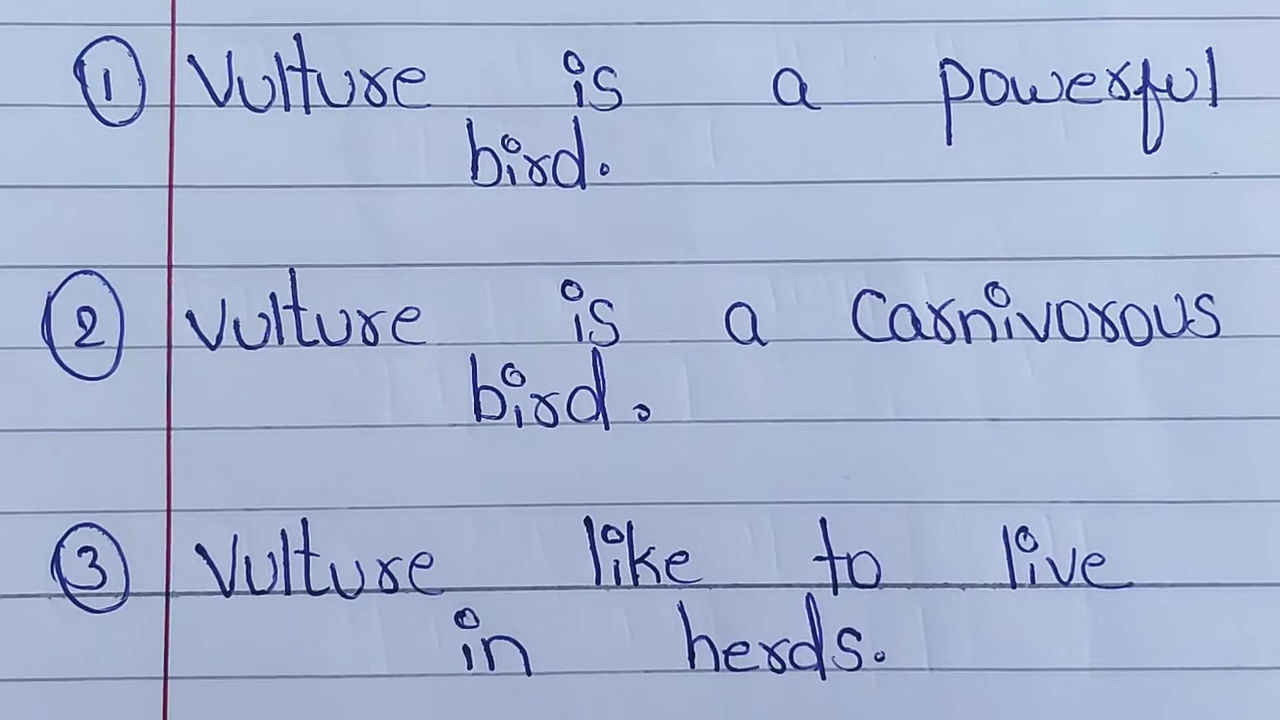 ① Vulture is a powerful
bird.
② Vulture is a Carnivorous
bird.
③ Vulture like to live
in herds.